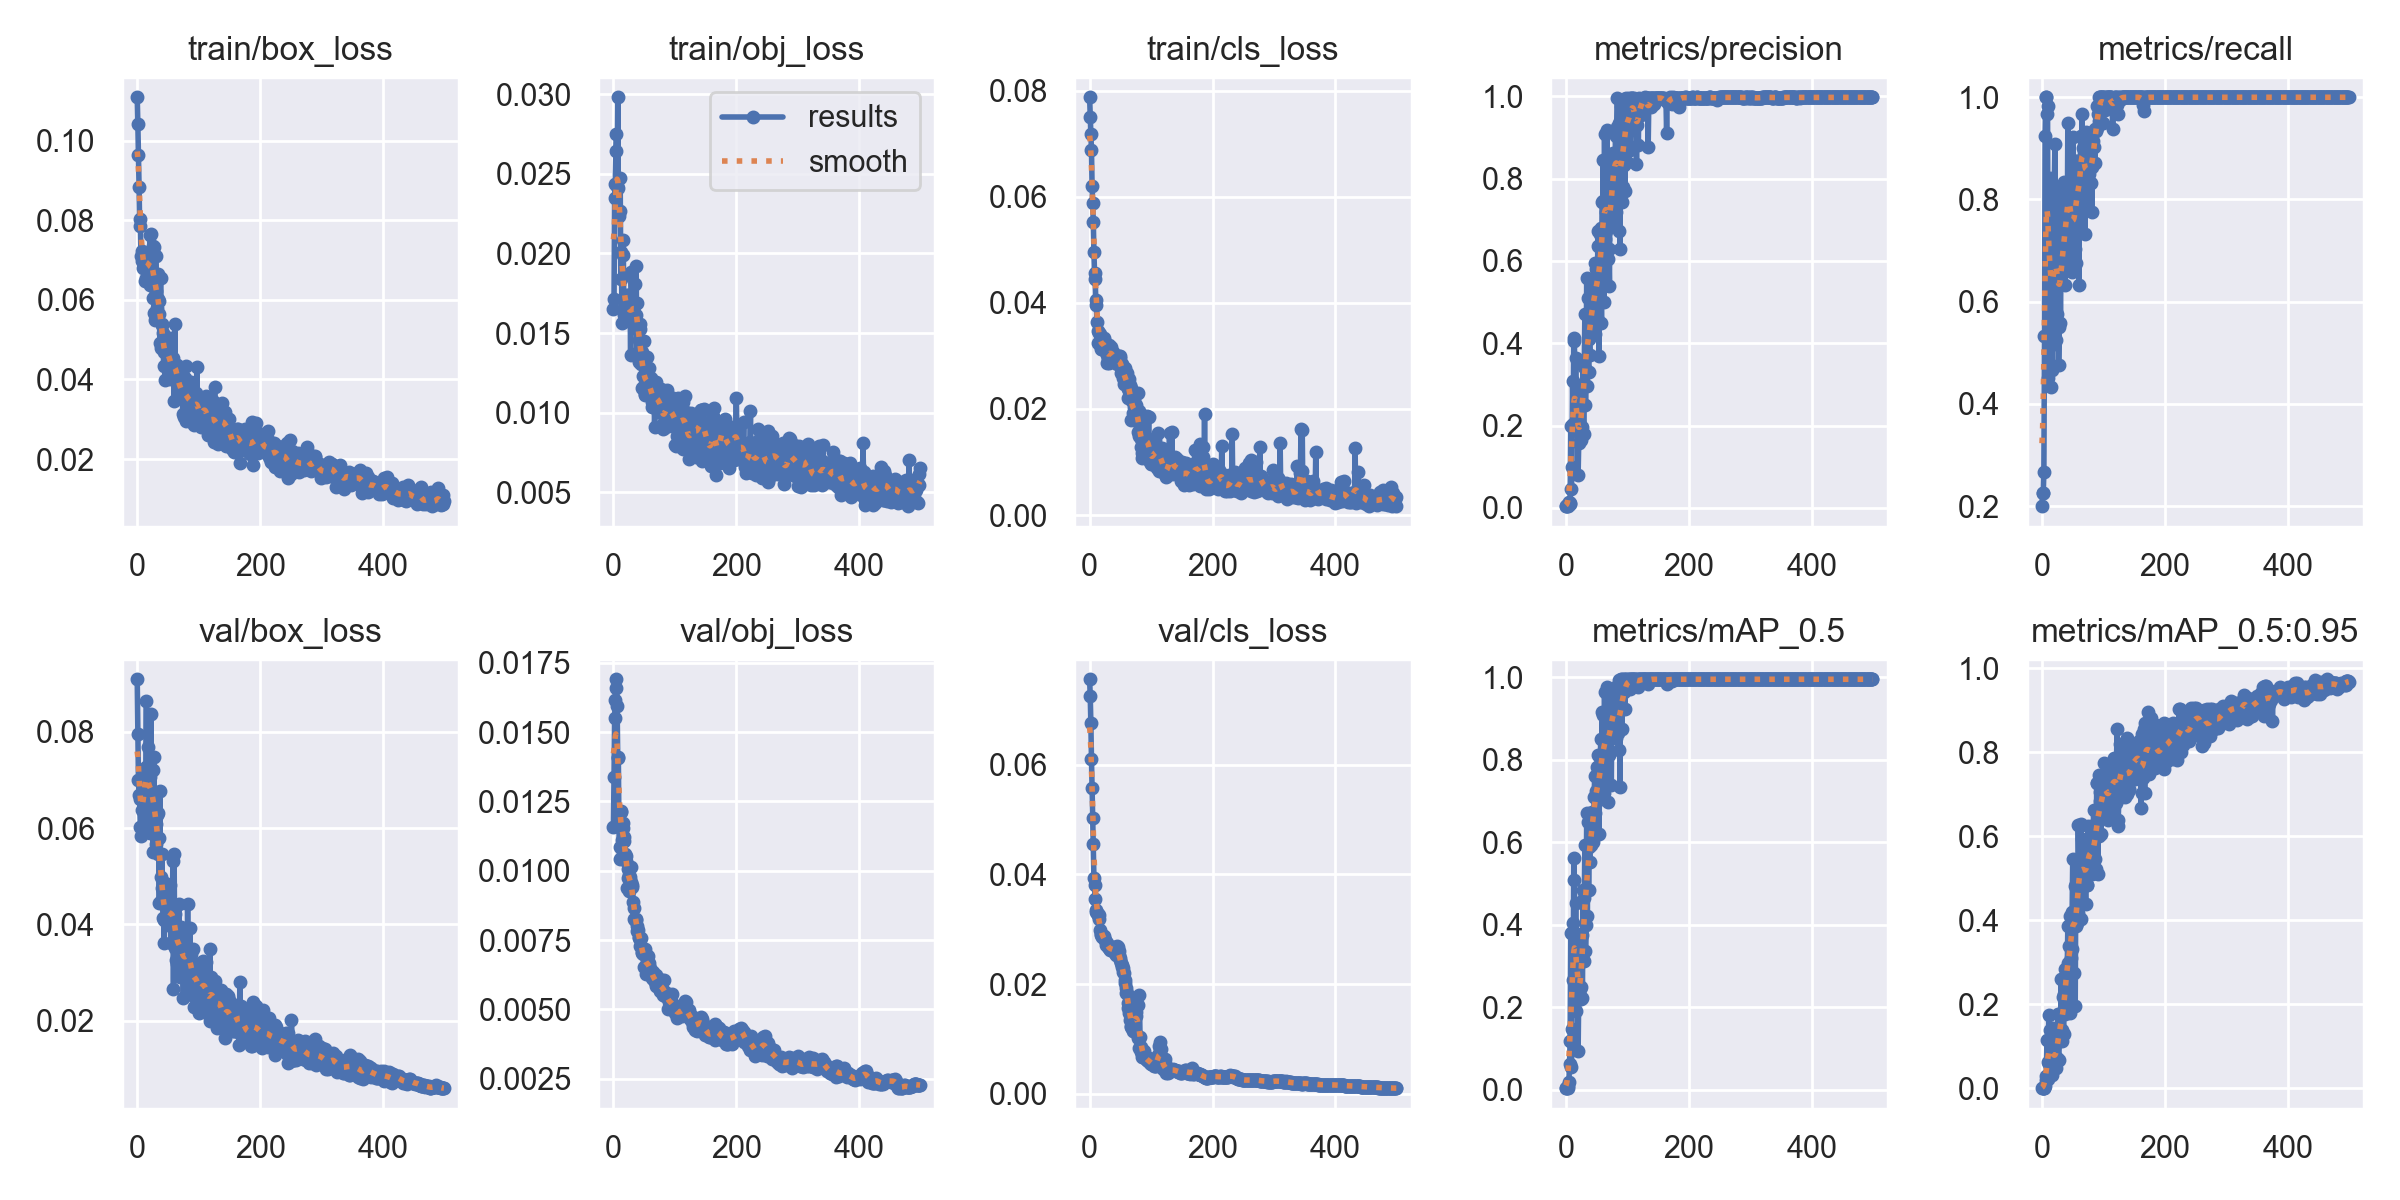 train/box_loss
0.10
0.08
0.06
0.04
0.02
0 200 400
train/obj_loss
results
smooth
0.030
0.025
0.020
0.015
0.010
0.005
0 200 400
train/cls_loss
0.08
0.06
0.04
0.02
0.00
0 200 400
metrics/precision
1.0
0.8
0.6
0.4
0.2
0.0
0 200 400
metrics/recall
1.0
0.8
0.6
0.4
0.2
0 200 400
val/box_loss
0.08
0.06
0.04
0.02
0 200 400
val/obj_loss
0.0175
0.0150
0.0125
0.0100
0.0075
0.0050
0.0025
0 200 400
val/cls_loss
0.06
0.04
0.02
0.00
0 200 400
metrics/mAP_0.5
1.0
0.8
0.6
0.4
0.2
0.0
0 200 400
metrics/mAP_0.5:0.95
1.0
0.8
0.6
0.4
0.2
0.0
0 200 400